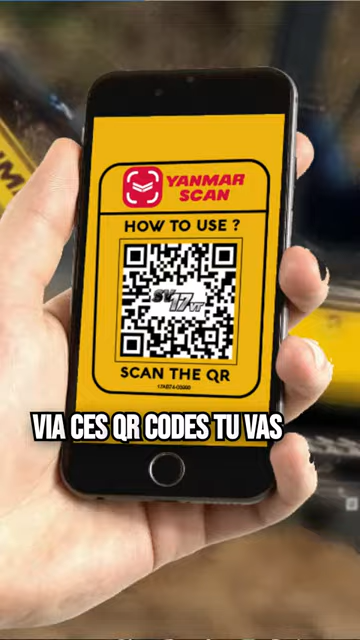 YANMAR
SCAN
HOW TO USE ?
SV17VT
SCAN THE QR
VIA CES QR CODES TU VAS